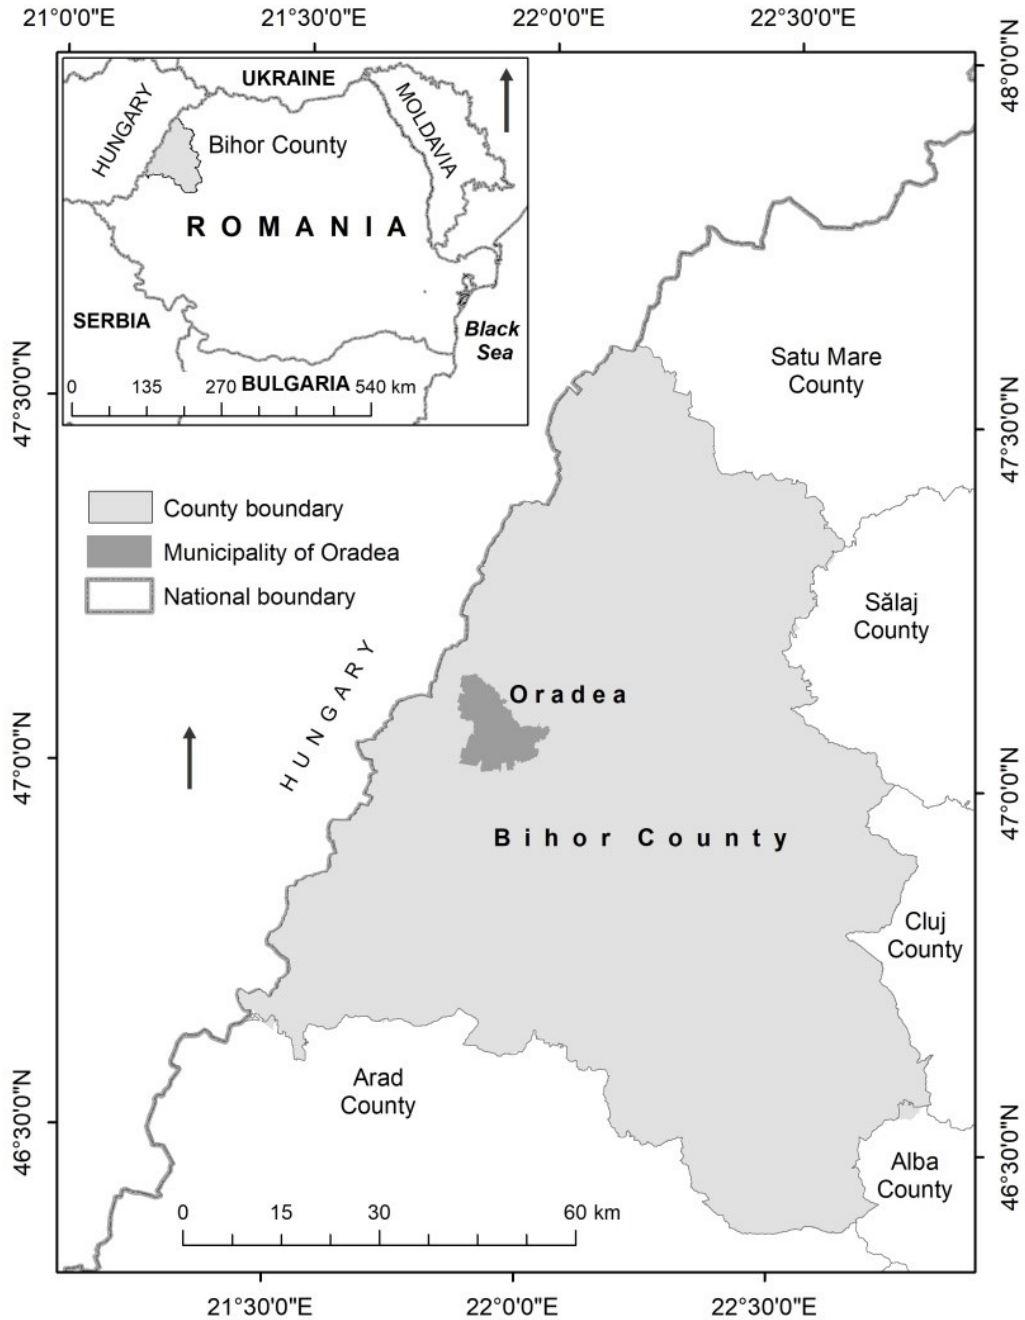 21°0'0"E
21°30'0"E
22°0'0"E
22°30'0"E
48°0'0"N
UKRAINE
HUNGARY
MOLDAVIA
Bihor County
ROMANIA
SERBIA
Black
Sea
BULGARIA
0 135 270 540 km
47°30'0"N
47°30'0"N
Satu Mare
County
County boundary
Municipality of Oradea
National boundary
Sălaj
County
HUNGARY
Oradea
47°0'0"N
47°0'0"N
Bihor County
Cluj
County
Arad
County
46°30'0"N
46°30'0"N
Alba
County
0 15 30 60 km
21°30'0"E
22°0'0"E
22°30'0"E